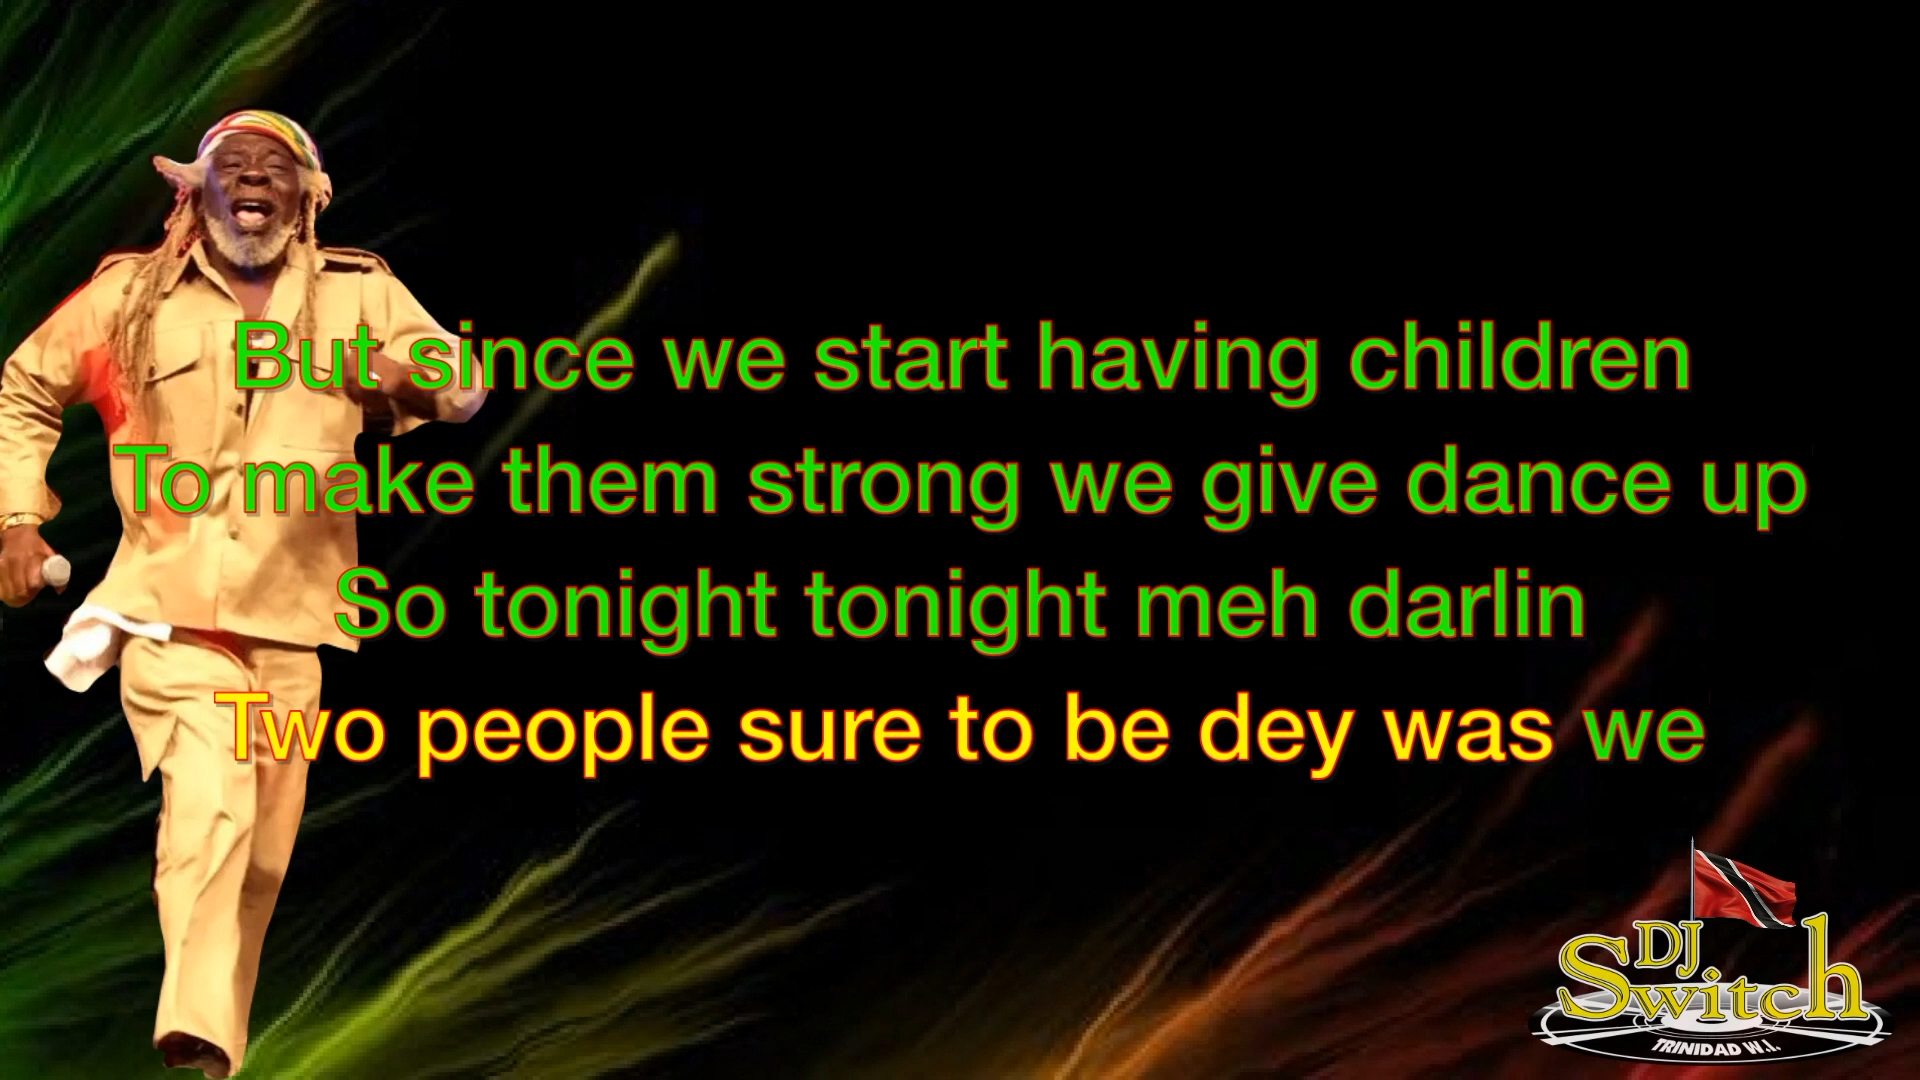 But since we start having children
To make them strong we give dance up
So tonight tonight meh darlin
Two people sure to be dey was we
DJ
Switch
TRINIDAD W.I.